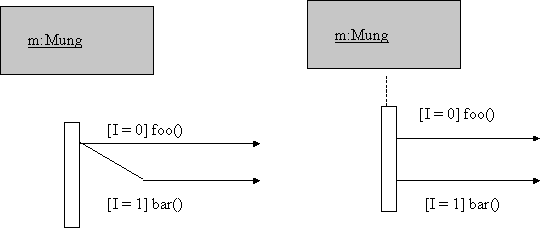 m:Mung
[I = 0] foo()
[I = 1] bar()
m:Mung
[I = 0] foo()
[I = 1] bar()